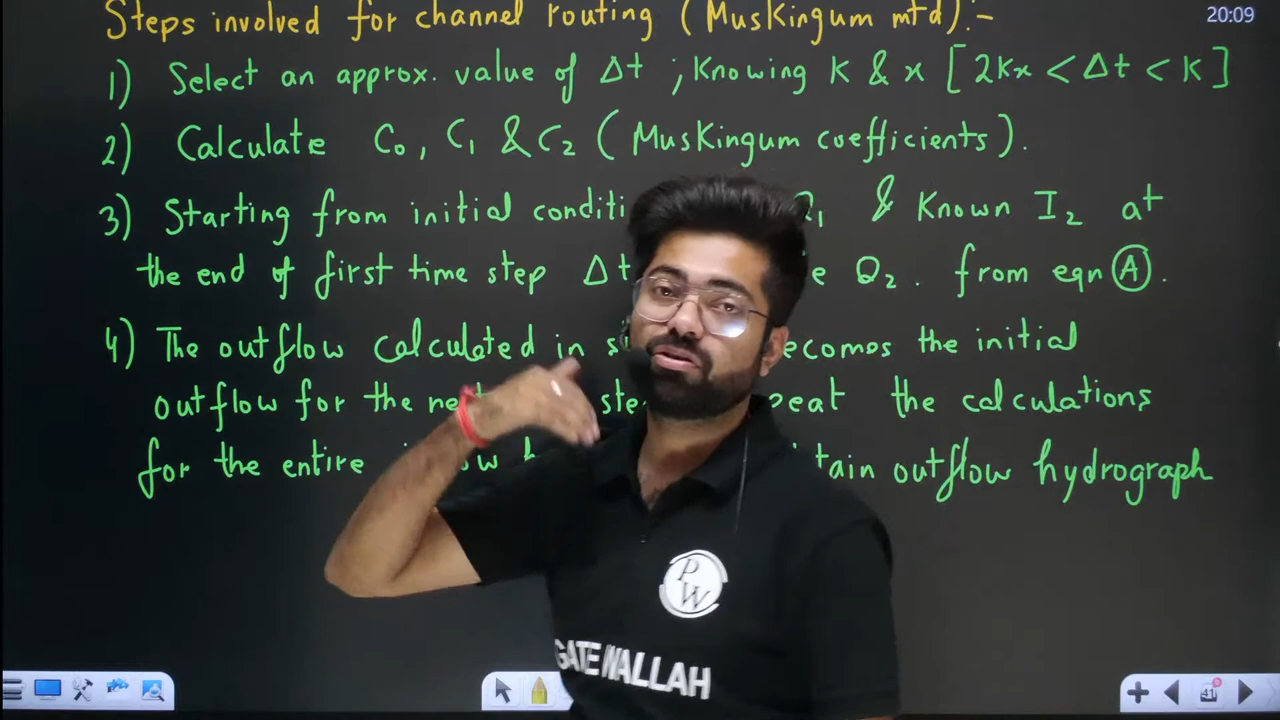 20:09
Steps involved for channel routing (Muskingum mtd):-
1) Select an approx. value of Δt ; Knowing K & x [2Kx < Δt < K]
2) Calculate C₀, C₁ & C₂ (Muskingum coefficients).
3) Starting from initial & Known I₂ at
the end of first time step Δt Q₂. from eqn Ⓐ.
4) The outflow calculated in the initial
outflow for the the calculations
for the entire outflow hydrograph
PW
GATE WALLAH
41